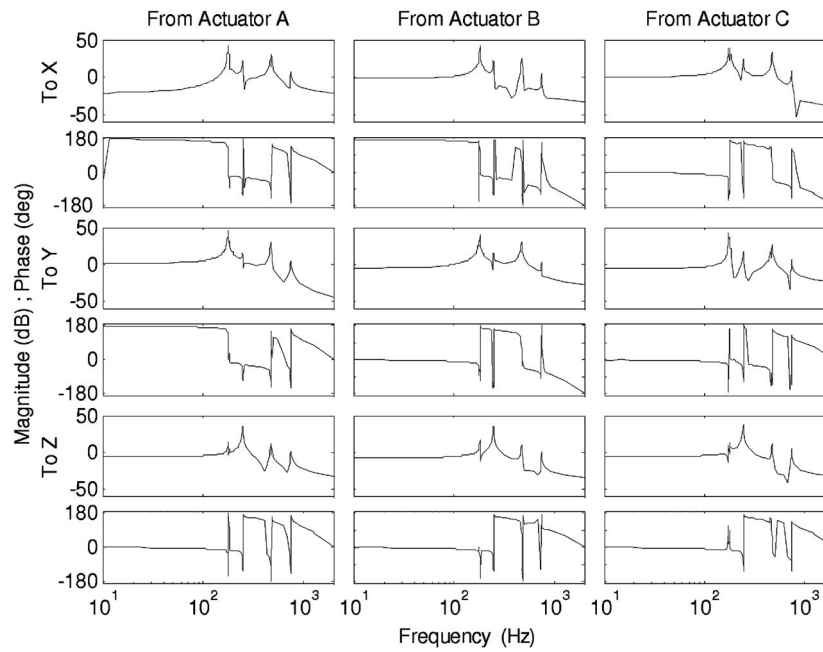 From Actuator A From Actuator B From Actuator C
Magnitude (dB) ; Phase (deg)
To X
50
0
-50
180
0
-180
To Y
50
0
-50
180
0
-180
To Z
50
0
-50
180
0
-180
10^1 10^2 10^3 10^1 10^2 10^3 10^1 10^2 10^3
Frequency (Hz)